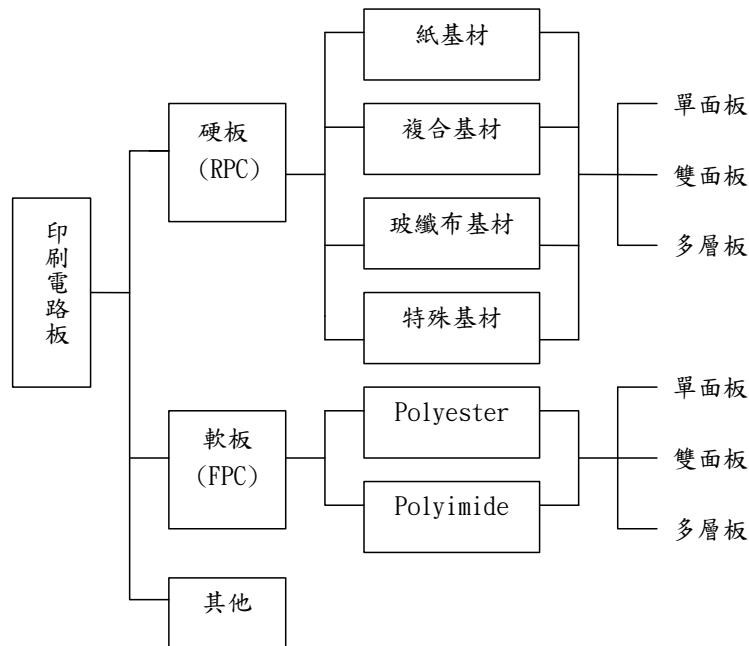 印刷電路板
硬板
(RPC)
紙基材
複合基材
玻纖布基材
特殊基材
單面板
雙面板
多層板
軟板
(FPC)
Polyester
Polyimide
單面板
雙面板
多層板
其他